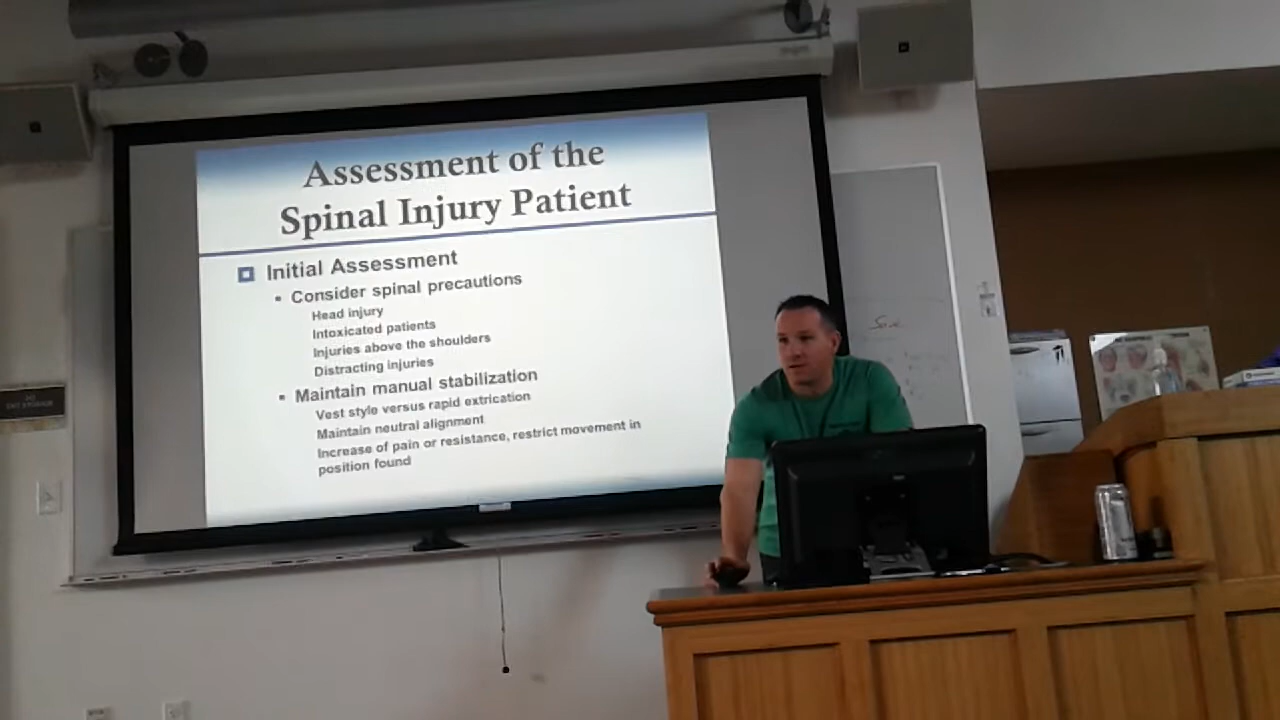 Assessment of the
Spinal Injury Patient
Initial Assessment
• Consider spinal precautions
Head injury
Intoxicated patients
Injuries above the shoulders
Distracting injuries
• Maintain manual stabilization
Vest style versus rapid extrication
Maintain neutral alignment
Increase of pain or resistance, restrict movement in
position found
Save